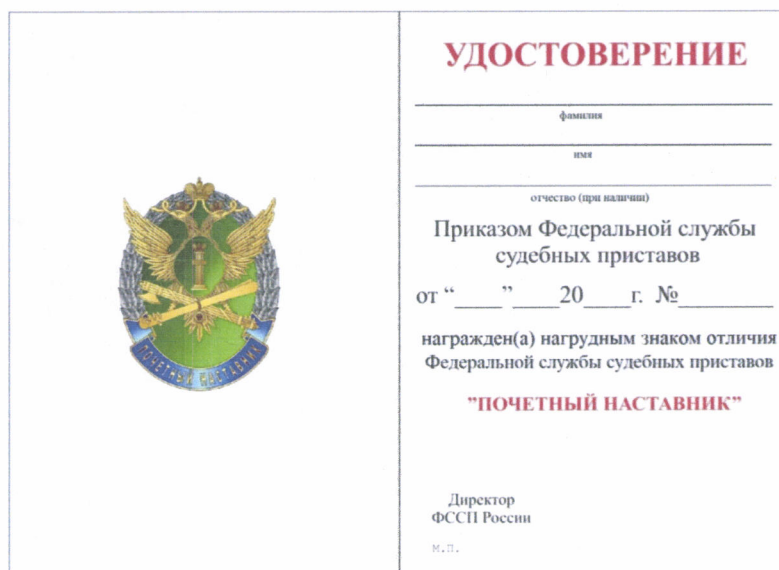 ПОЧЕТНЫЙ НАСТАВНИК
УДОСТОВЕРЕНИЕ
фамилия
имя
отчество (при наличии)
Приказом Федеральной службы
судебных приставов
от “____”____20____г. №________
награжден(а) нагрудным знаком отличия
Федеральной службы судебных приставов
”ПОЧЕТНЫЙ НАСТАВНИК”
Директор
ФССП России
м.п.